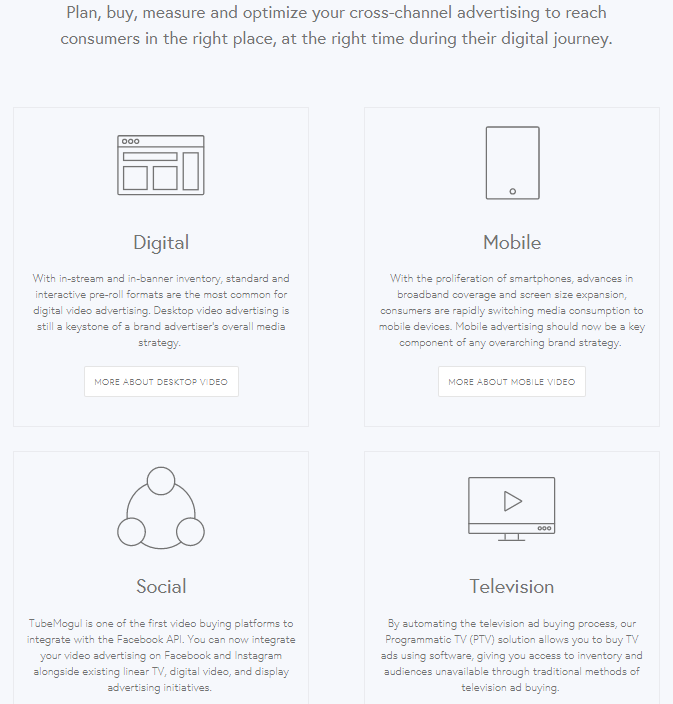 Plan, buy, measure and optimize your cross-channel advertising to reach
consumers in the right place, at the right time during their digital journey.
Digital
With in-stream and in-banner inventory, standard and
interactive pre-roll formats are the most common for
digital video advertising. Desktop video advertising is
still a keystone of a brand advertiser's overall media
strategy.
MORE ABOUT DESKTOP VIDEO
Mobile
With the proliferation of smartphones, advances in
broadband coverage and screen size expansion,
consumers are rapidly switching media consumption to
mobile devices. Mobile advertising should now be a key
component of any overarching brand strategy.
MORE ABOUT MOBILE VIDEO
Social
TubeMogul is one of the first video buying platforms to
integrate with the Facebook API. You can now integrate
your video advertising on Facebook and Instagram
alongside existing linear TV, digital video, and display
advertising initiatives.
Television
By automating the television ad buying process, our
Programmatic TV (PTV) solution allows you to buy TV
ads using software, giving you access to inventory and
audiences unavailable through traditional methods of
television ad buying.